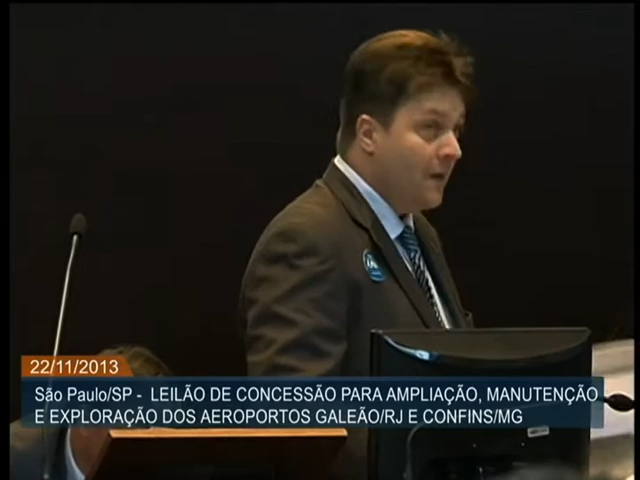 22/11/2013
São Paulo/SP - LEILÃO DE CONCESSÃO PARA AMPLIAÇÃO, MANUTENÇÃO
E EXPLORAÇÃO DOS AEROPORTOS GALEÃO/RJ E CONFINS/MG